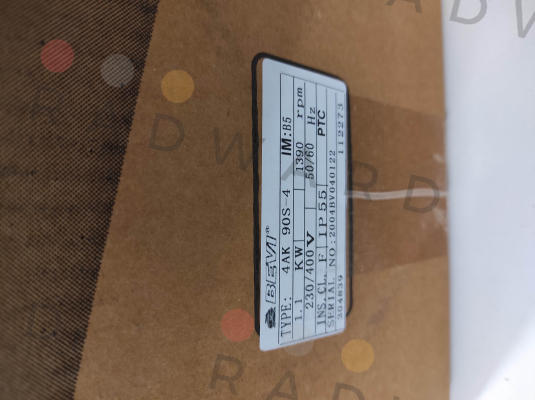 BEVI
TYPE: 4AK 90S-4 IM:B5
1.1 KW 1390 rpm
230/400 V 50/60 Hz
INS.CL. F IP 55 PTC
SERIAL NO:2004BV040122
204839 112273